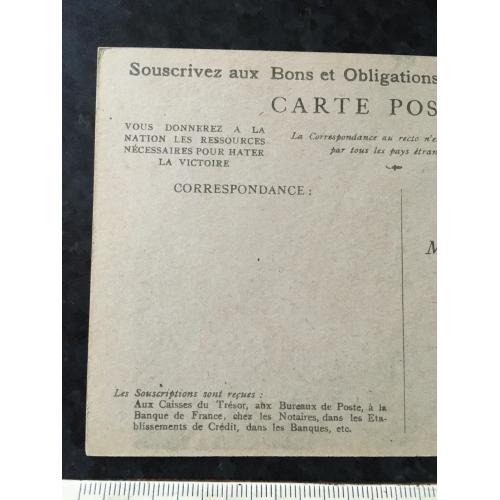 Souscrivez aux Bons et Obligations
CARTE POS
VOUS DONNEREZ A LA
NATION LES RESSOURCES
NÉCESSAIRES POUR HATER
LA VICTOIRE
La Correspondance au recto n'e
par tous les pays étran
CORRESPONDANCE :
M
Les Souscriptions sont reçues :
Aux Caisses du Trésor, aux Bureaux de Poste, à la
Banque de France, chez les Notaires, dans les Eta-
blissements de Crédit, dans les Banques, etc.